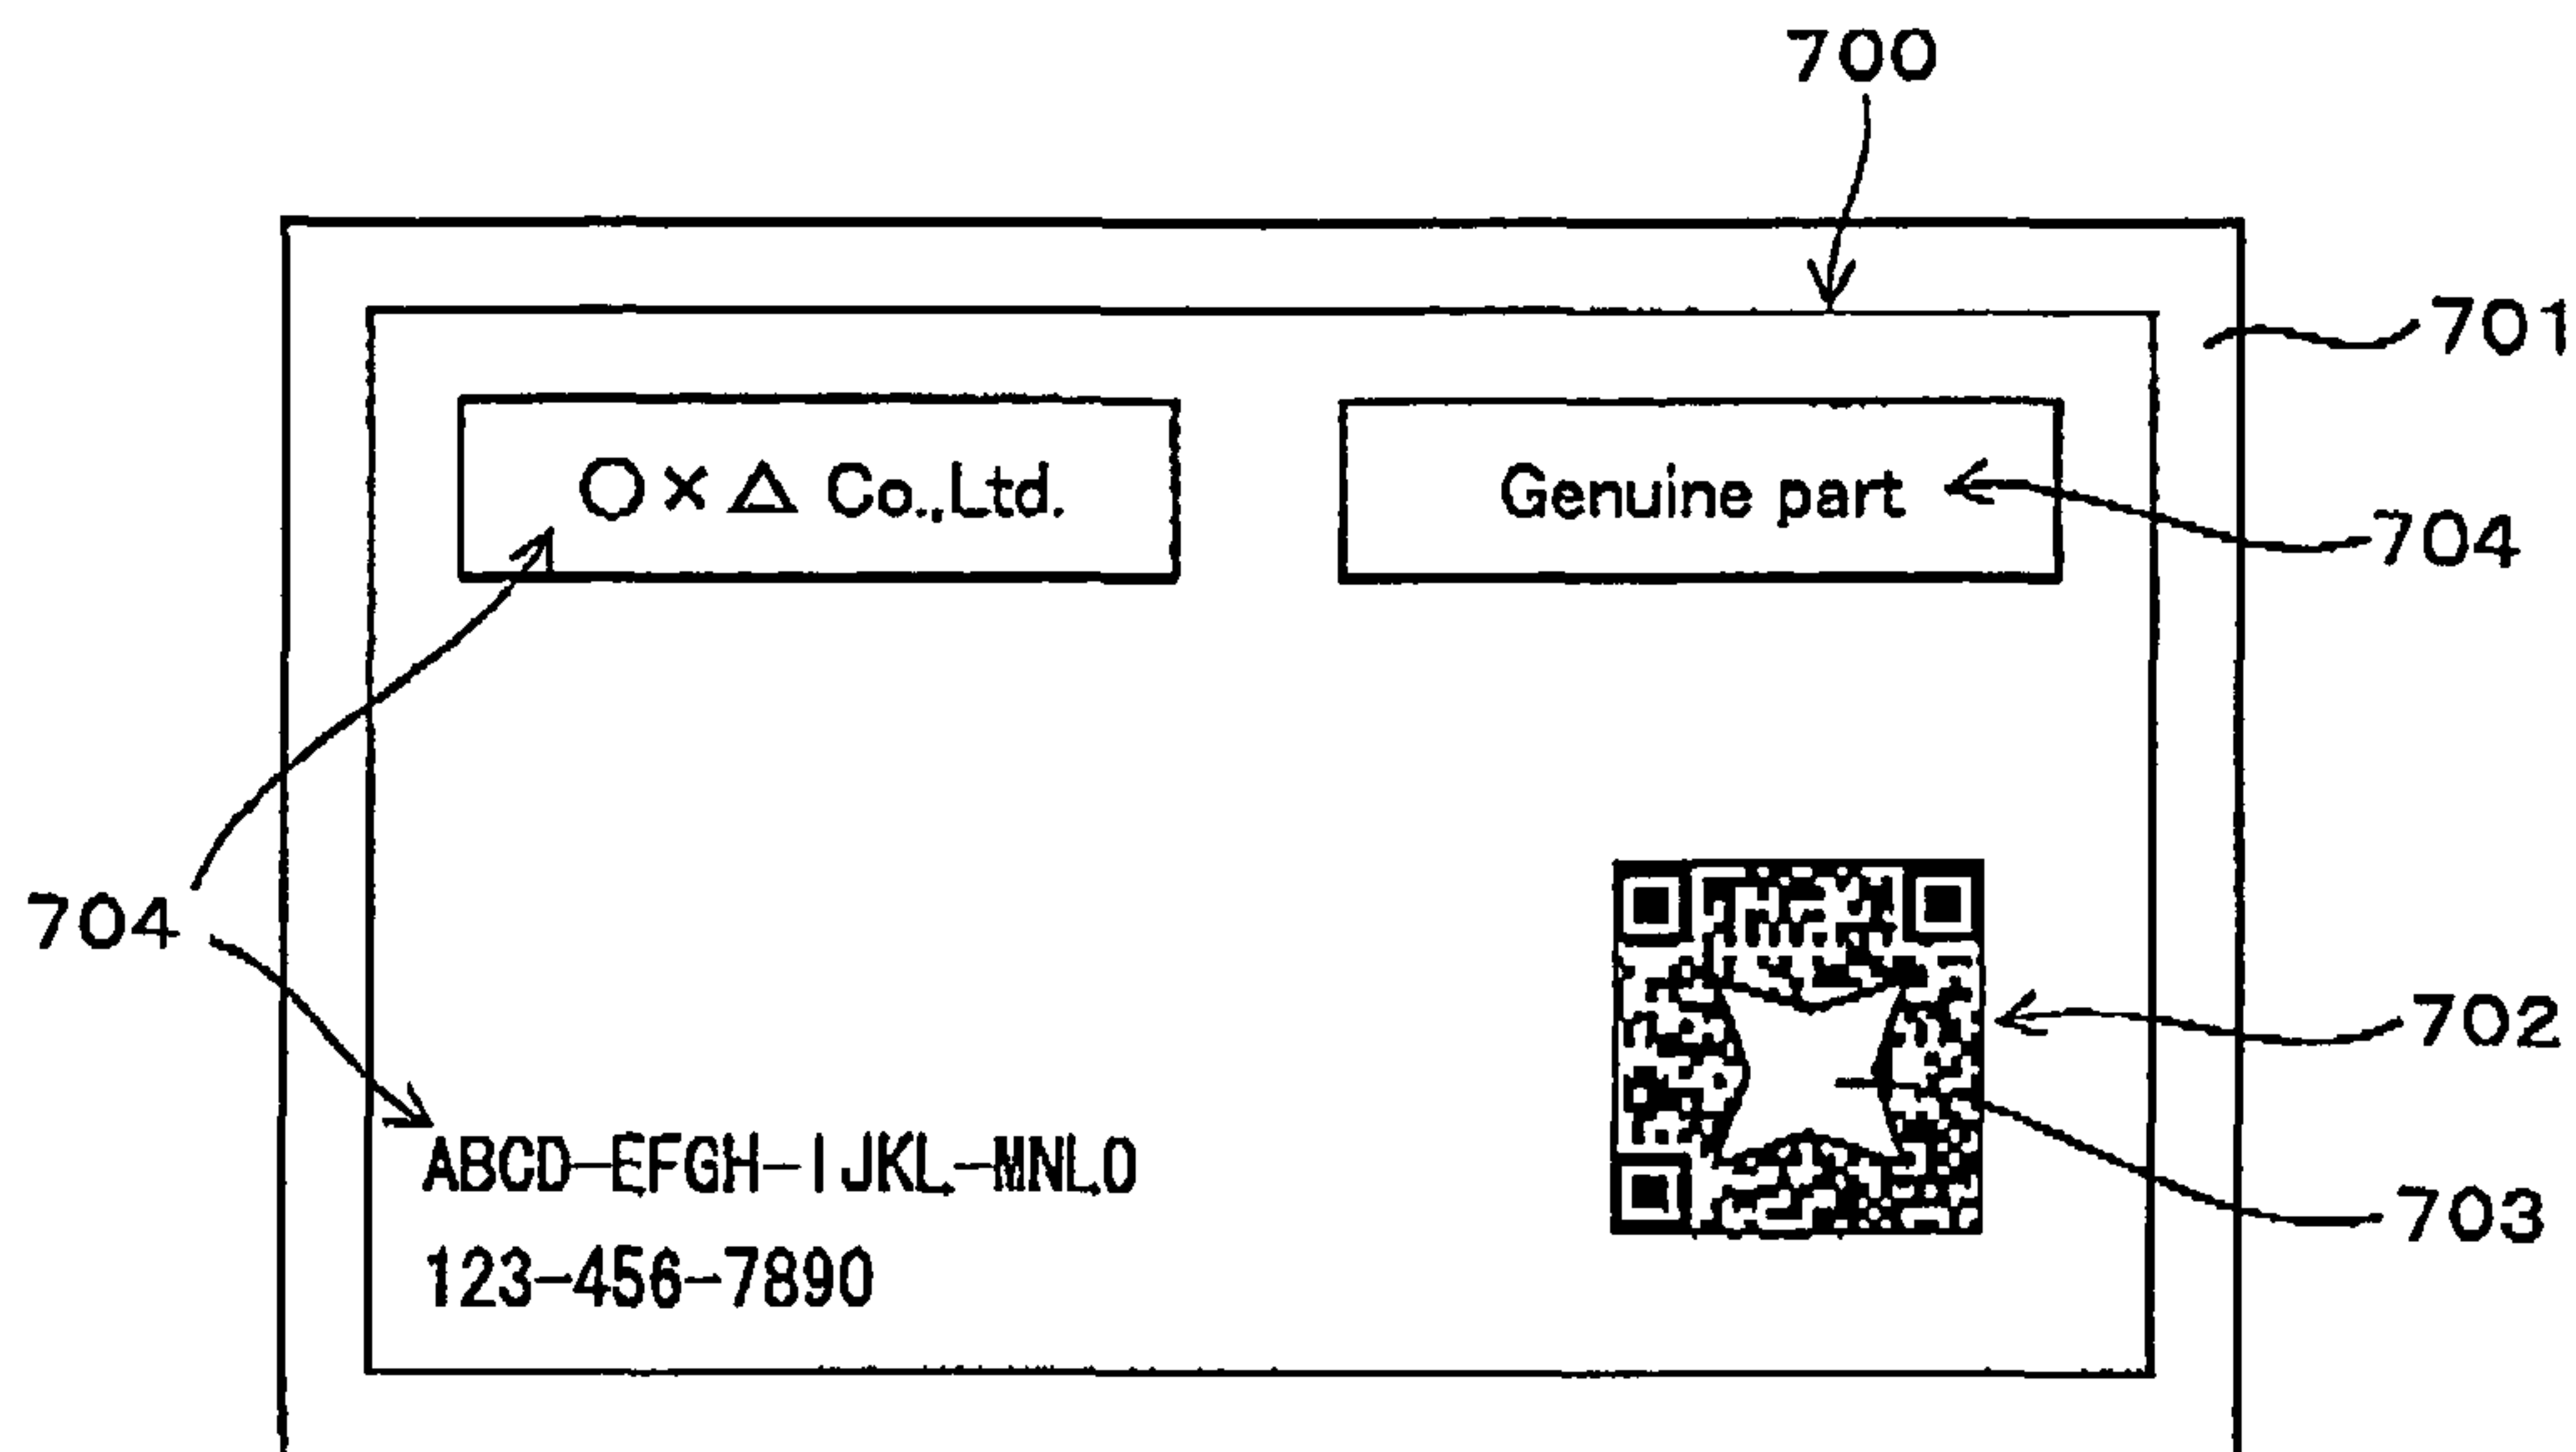 700
701
○×△ Co.,Ltd.
Genuine part
704
704
702
ABCD-EFGH-IJKL-MNLO
703
123-456-7890